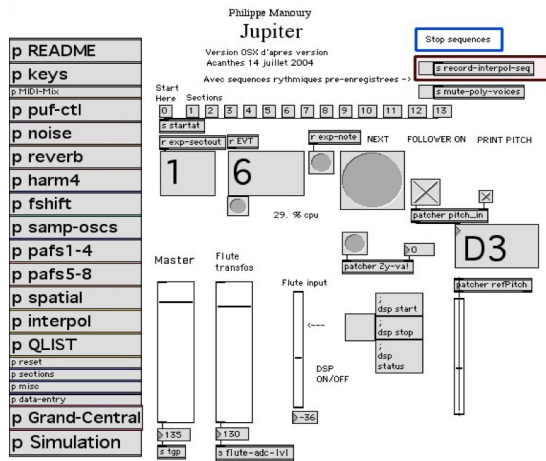 Philippe Manoury
Jupiter
Version OSX d'apres version
Acanthes 14 juillet 2004
Avec sequences rythmiques pre-enregistrees ->
Stop sequences
s record-interpol-seq
s mute-poly-voices
p README
p keys
p MIDI-Mix
p puf-ctl
p noise
p reverb
p harm4
p fshift
p samp-oscs
p pafs1-4
p pafs5-8
p spatial
p interpol
p QLIST
p reset
p sections
p misc
p data-entry
p Grand-Central
p Simulation
Start
Here
Sections
0 1 2 3 4 5 6 7 8 9 10 11 12 13
s startat
r exp-sectout
r EVT
r exp-note
NEXT
FOLLOWER ON
PRINT PITCH
1
6
29. % cpu
patcher pitch_in
D3
0
patcher Zy-va!
patcher refPitch
Master
Flute
transfos
Flute input
<---
;
dsp start
;
dsp stop
;
dsp
status
DSP
ON/OFF
135
130
-36
s tgp
s flute-adc-lvl